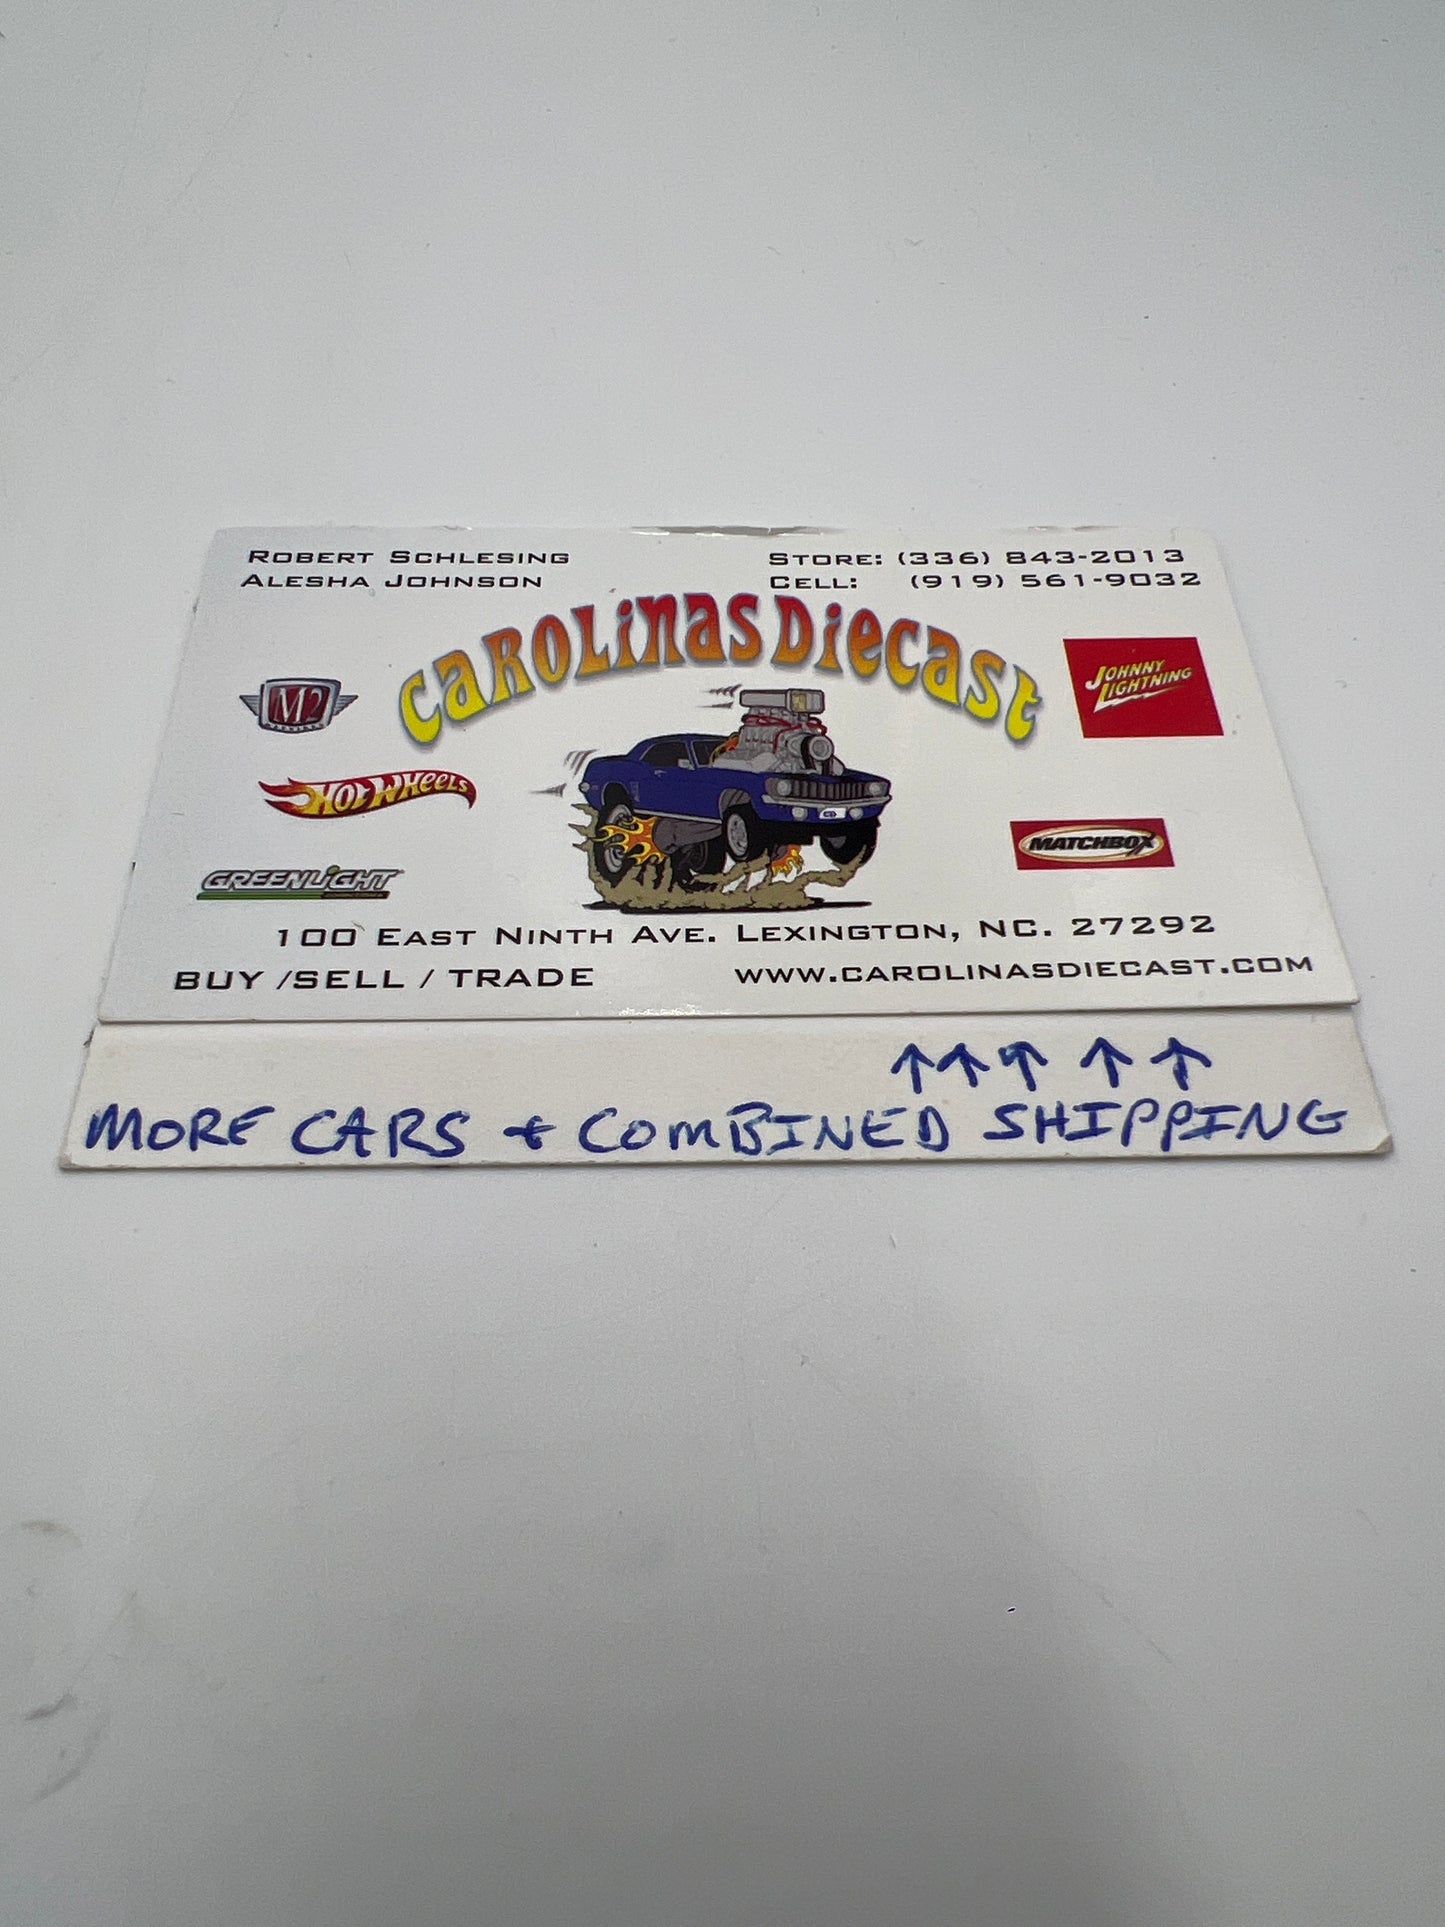 ROBERT SCHLESING STORE: (336) 843-2013
ALESHA JOHNSON CELL: (919) 561-9032
CAROLINAS DIECAST
M2
JOHNNY LIGHTNING
HOT WHEELS
MATCHBOX
GREENLIGHT
100 EAST NINTH AVE. LEXINGTON, NC. 27292
BUY /SELL / TRADE WWW.CAROLINASDIECAST.COM
↑ ↑ ↑ ↑ ↑
MORE CARS + COMBINED SHIPPING